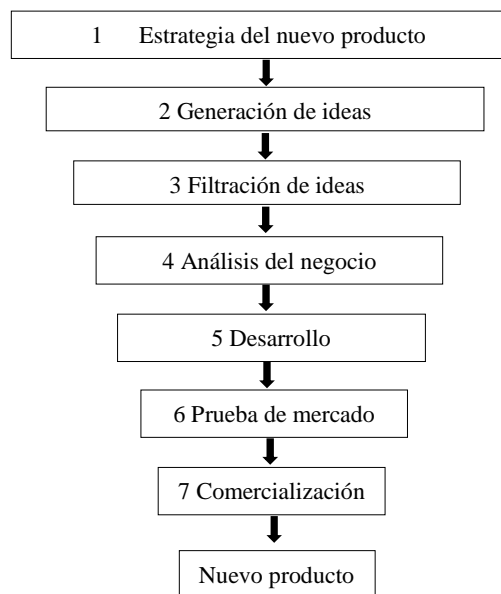 1 Estrategia del nuevo producto
2 Generación de ideas
3 Filtración de ideas
4 Análisis del negocio
5 Desarrollo
6 Prueba de mercado
7 Comercialización
Nuevo producto